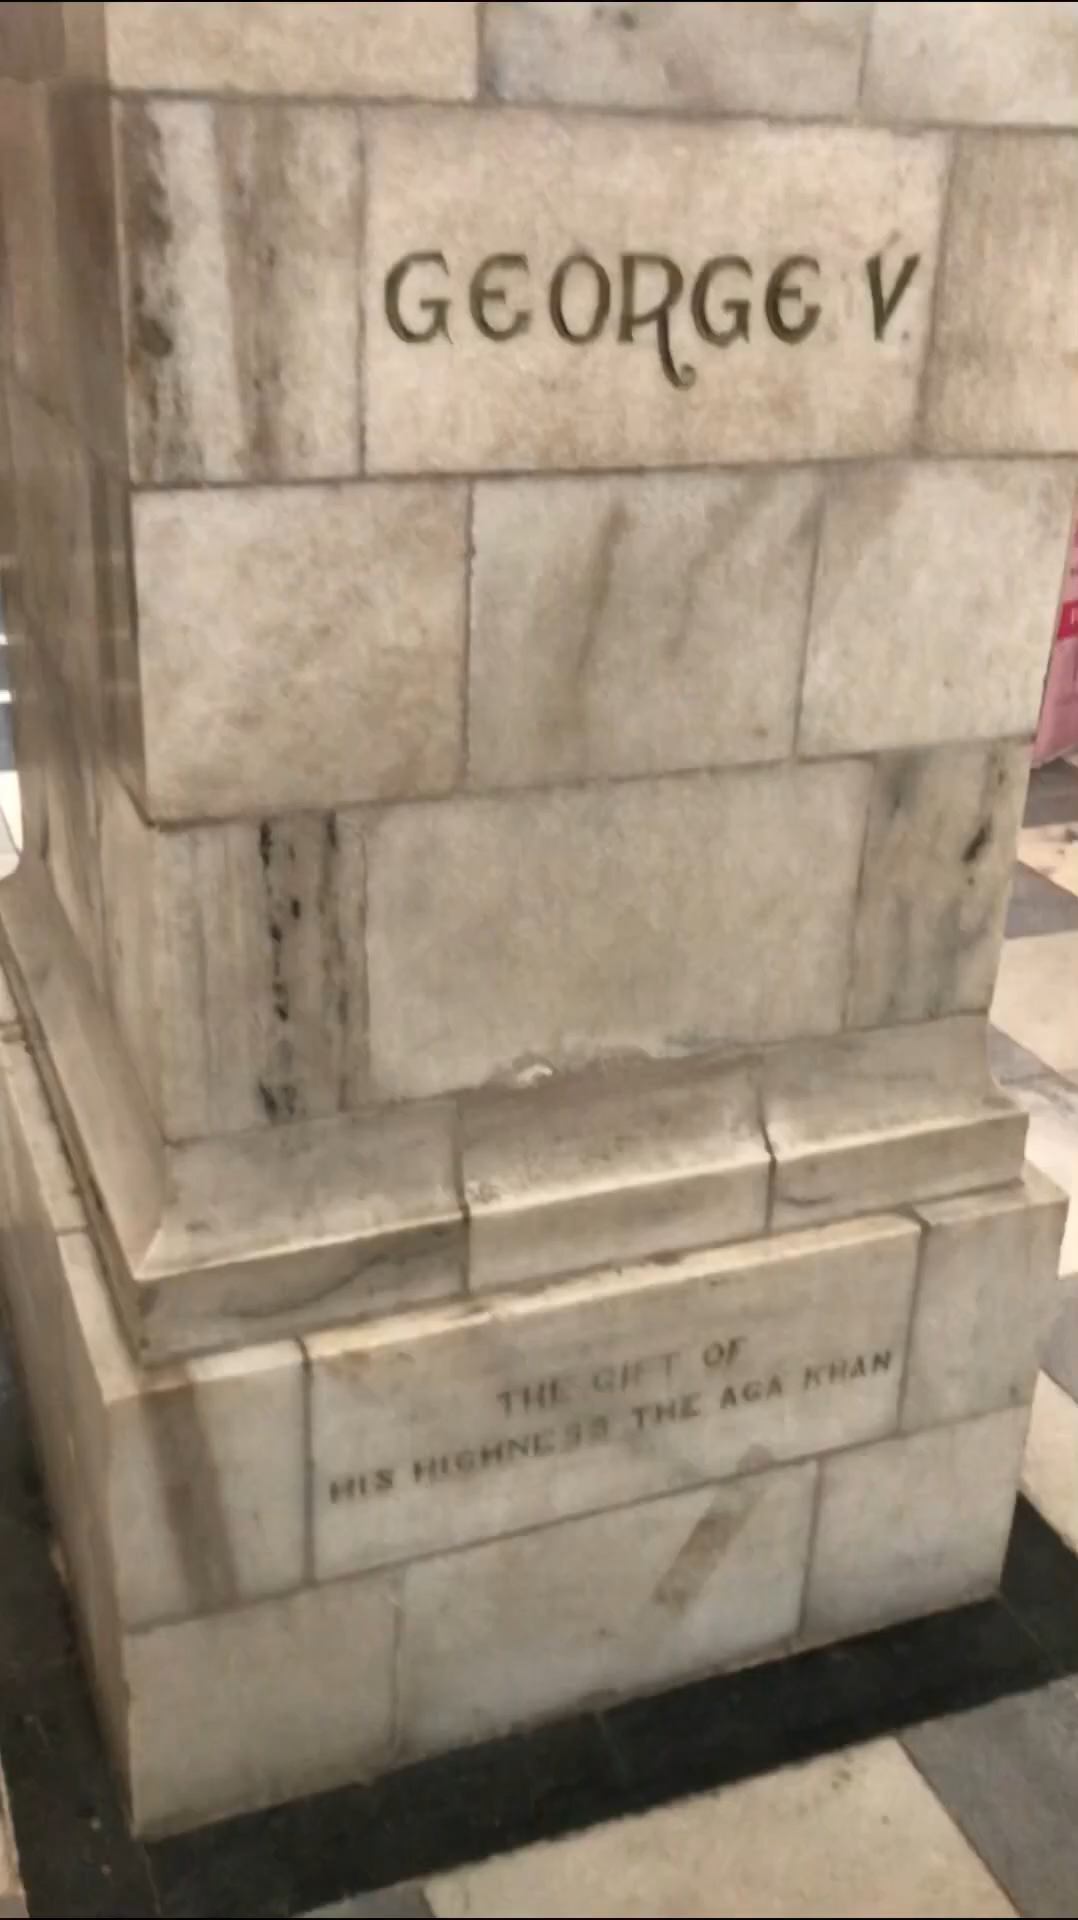 GEORGE V.
THE GIFT OF
HIS HIGHNESS THE AGA KHAN